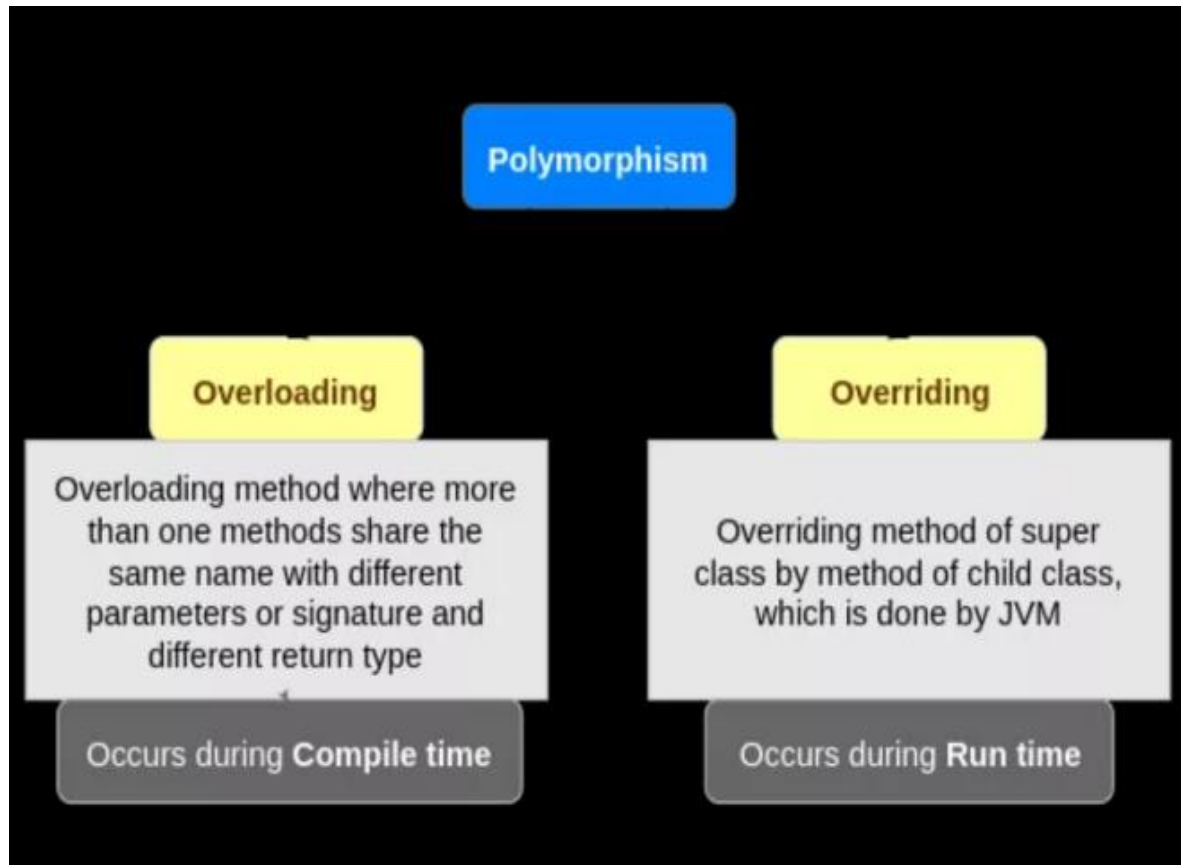 Polymorphism
Overloading
Overloading method where more
than one methods share the
same name with different
parameters or signature and
different return type
Occurs during Compile time
Overriding
Overriding method of super
class by method of child class,
which is done by JVM
Occurs during Run time